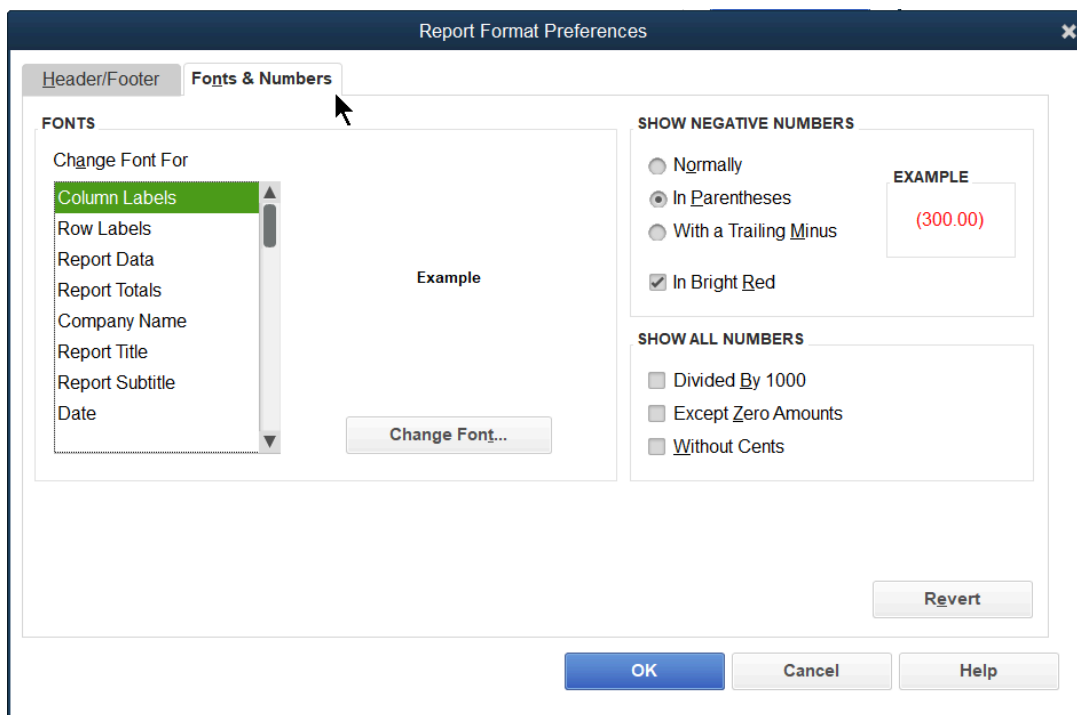 Report Format Preferences
Header/Footer
Fonts & Numbers
FONTS
Change Font For
Column Labels
Row Labels
Report Data
Report Totals
Company Name
Report Title
Report Subtitle
Date
Example
Change Font...
SHOW NEGATIVE NUMBERS
Normally
In Parentheses
With a Trailing Minus
In Bright Red
EXAMPLE
(300.00)
SHOW ALL NUMBERS
Divided By 1000
Except Zero Amounts
Without Cents
Revert
OK
Cancel
Help